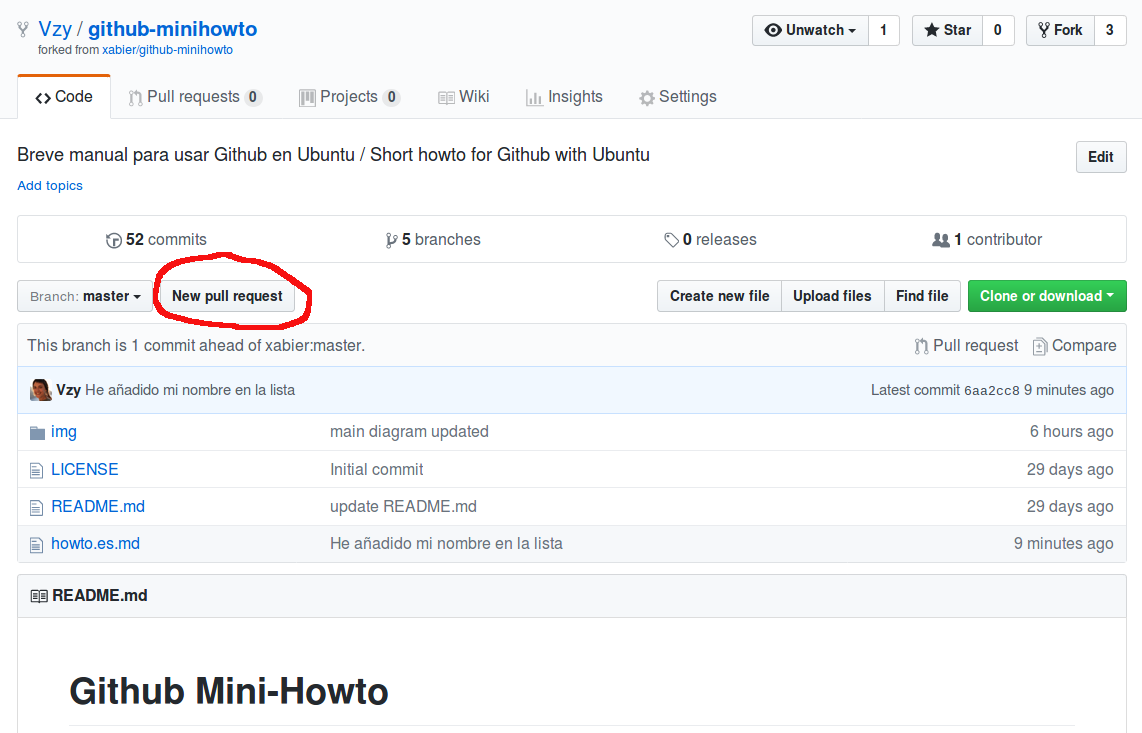 Vzy / github-minihowto
forked from xabier/github-minihowto
Unwatch 1 Star 0 Fork 3
Code Pull requests 0 Projects 0 Wiki Insights Settings
Breve manual para usar Github en Ubuntu / Short howto for Github with Ubuntu
Edit
Add topics
52 commits 5 branches 0 releases 1 contributor
Branch: master New pull request Create new file Upload files Find file Clone or download
This branch is 1 commit ahead of xabier:master. Pull request Compare
Vzy He añadido mi nombre en la lista Latest commit 6aa2cc8 9 minutes ago
img main diagram updated 6 hours ago
LICENSE Initial commit 29 days ago
README.md update README.md 29 days ago
howto.es.md He añadido mi nombre en la lista 9 minutes ago
README.md
Github Mini-Howto